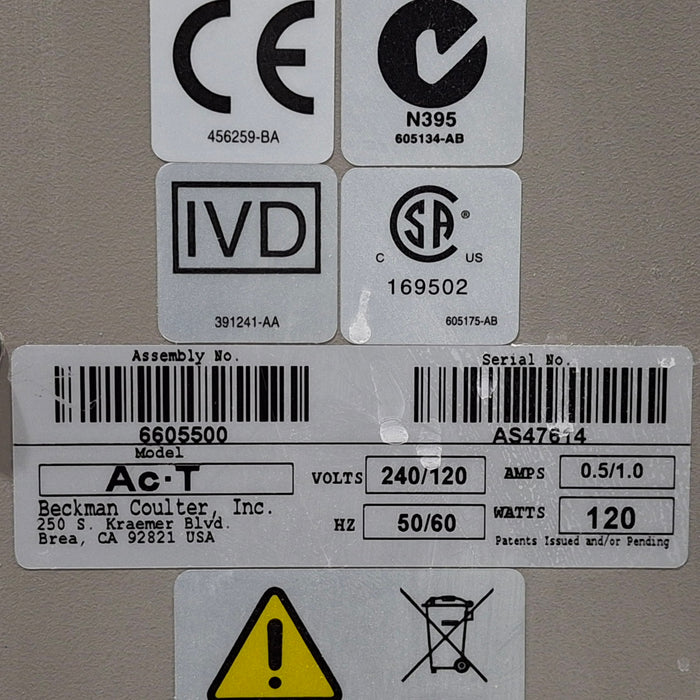 CE
456259-BA
N395
605134-AB
IVD
391241-AA
CSA ®
C US
169502
605175-AB
Assembly No.
6605500
Serial No.
AS47614
Model
Ac·T
VOLTS 240/120 AMPS 0.5/1.0
Beckman Coulter, Inc.
250 S. Kraemer Blvd.
Brea, CA 92821 USA
HZ 50/60 WATTS 120
Patents Issued and/or Pending